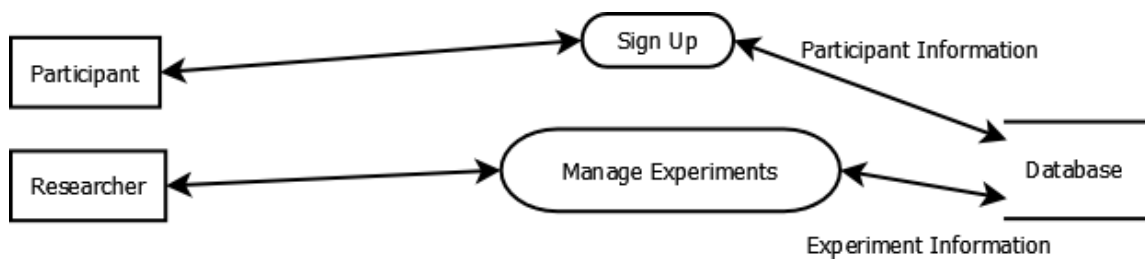 Sign Up
Participant Information
Participant
Manage Experiments
Researcher
Database
Experiment Information